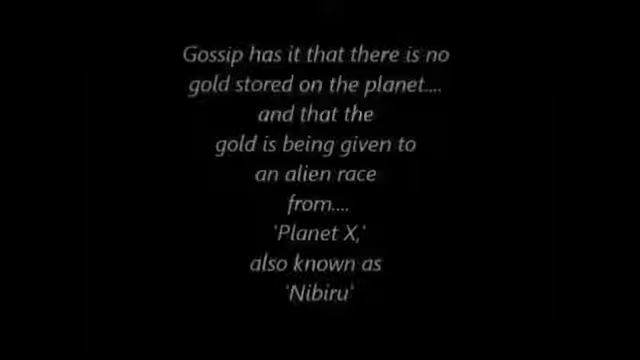 Gossip has it that there is no
gold stored on the planet....
and that the
gold is being given to
an alien race
from....
'Planet X,'
also known as
'Nibiru'